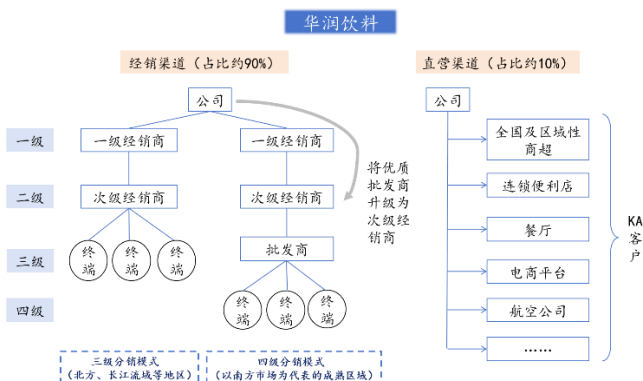 华润饮料
经销渠道（占比约90%）
直营渠道（占比约10%）
公司
一级
一级经销商
一级经销商
二级
次级经销商
次级经销商
将优质
批发商
升级为
次级经
销商
三级
终
端
终
端
终
端
批发商
四级
终
端
终
端
终
端
三级分销模式
（北方、长江流域等地区）
四级分销模式
（以南方市场为代表的成熟区域）
公司
全国及区域性
商超
连锁便利店
餐厅
电商平台
航空公司
……
KA
客
户